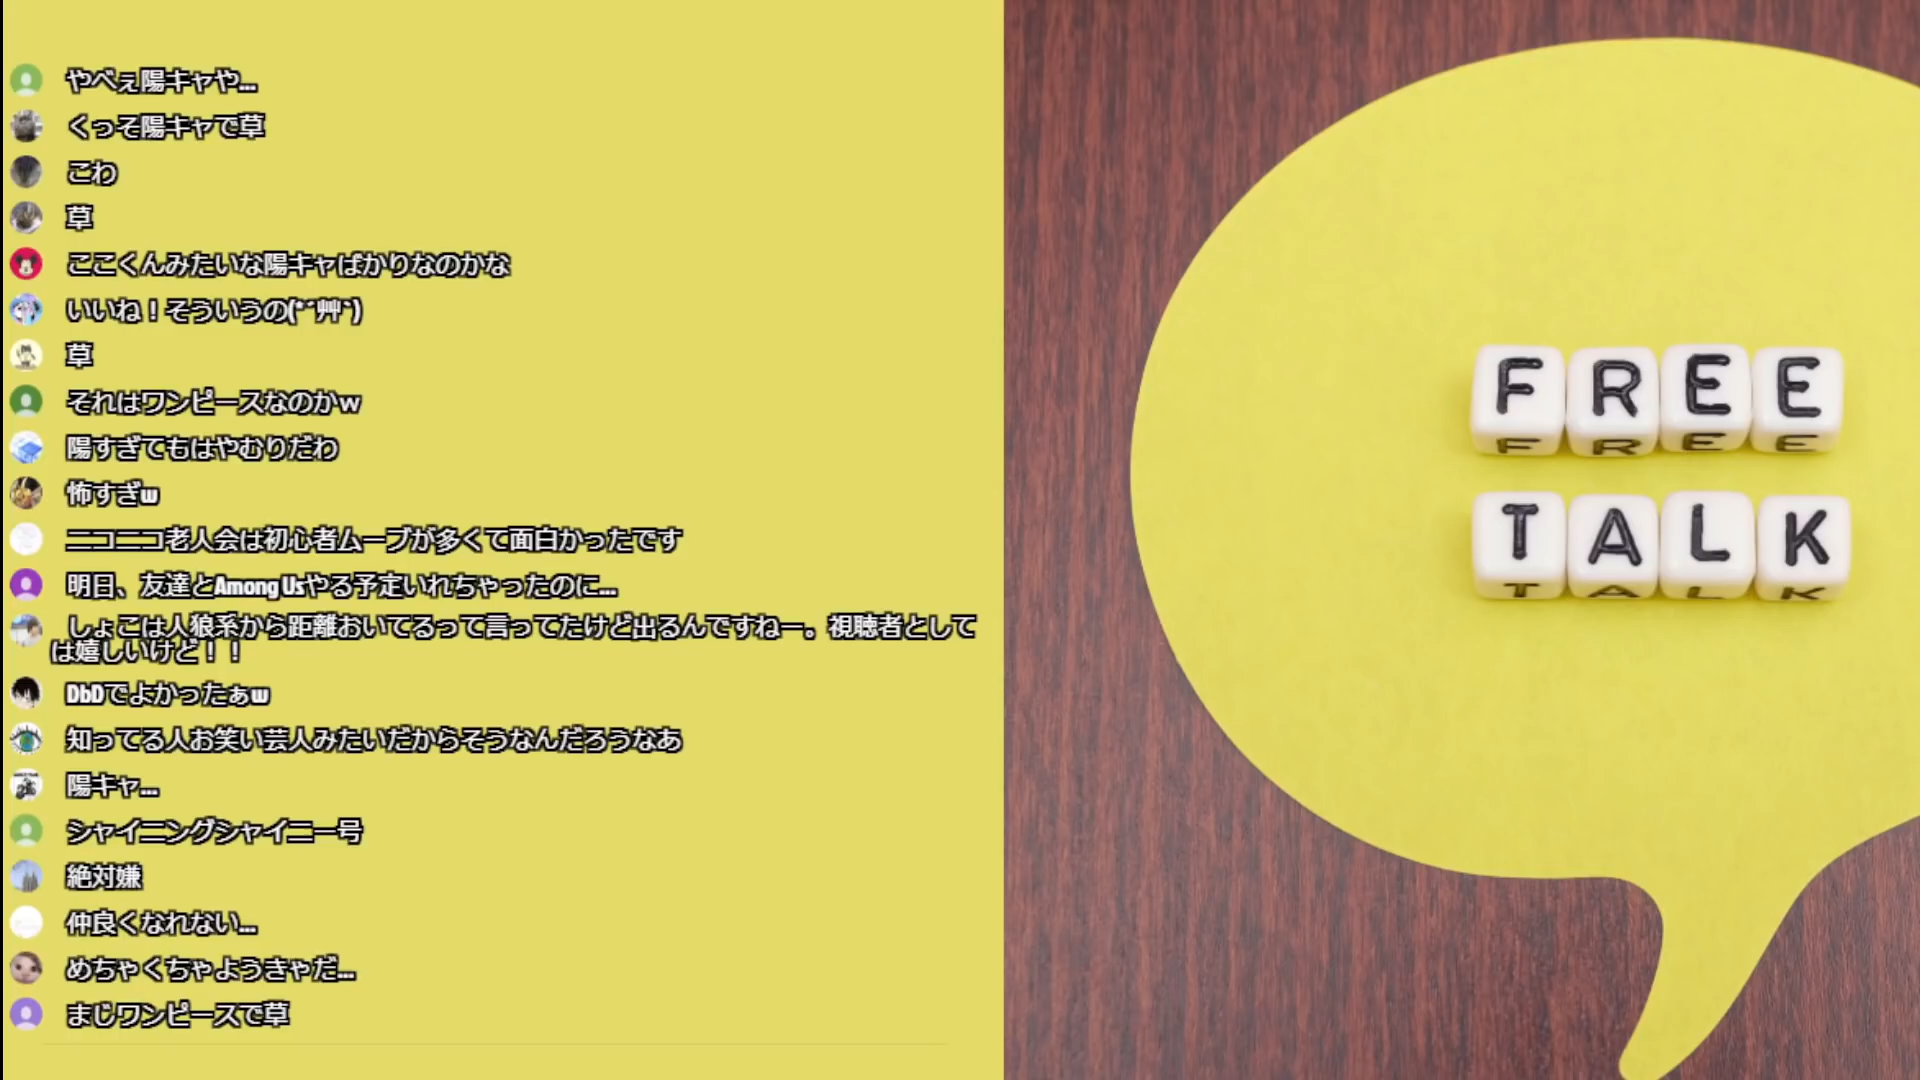 やべぇ陽キャや...
くっそ陽キャで草
こわ
草
ここくんみたいな陽キャばかりなのかな
いいね！そういうの(*´艸`)
草
それはワンピースなのかw
陽すぎてもはやむりだわ
怖すぎw
ニコニコ老人会は初心者ムーブが多くて面白かったです
明日、友達とAmong Usやる予定いれちゃったのに...
しょこは人狼系から距離おいてるって言ってたけど出るんですねー。視聴者として
は嬉しいけど！！
DbDでよかったぁw
知ってる人お笑い芸人みたいだからそうなんだろうなあ
陽キャ...
シャイニングシャイニー号
絶対嫌
仲良くなれない...
めちゃくちゃようきゃだ...
まじワンピースで草
FREE
TALK